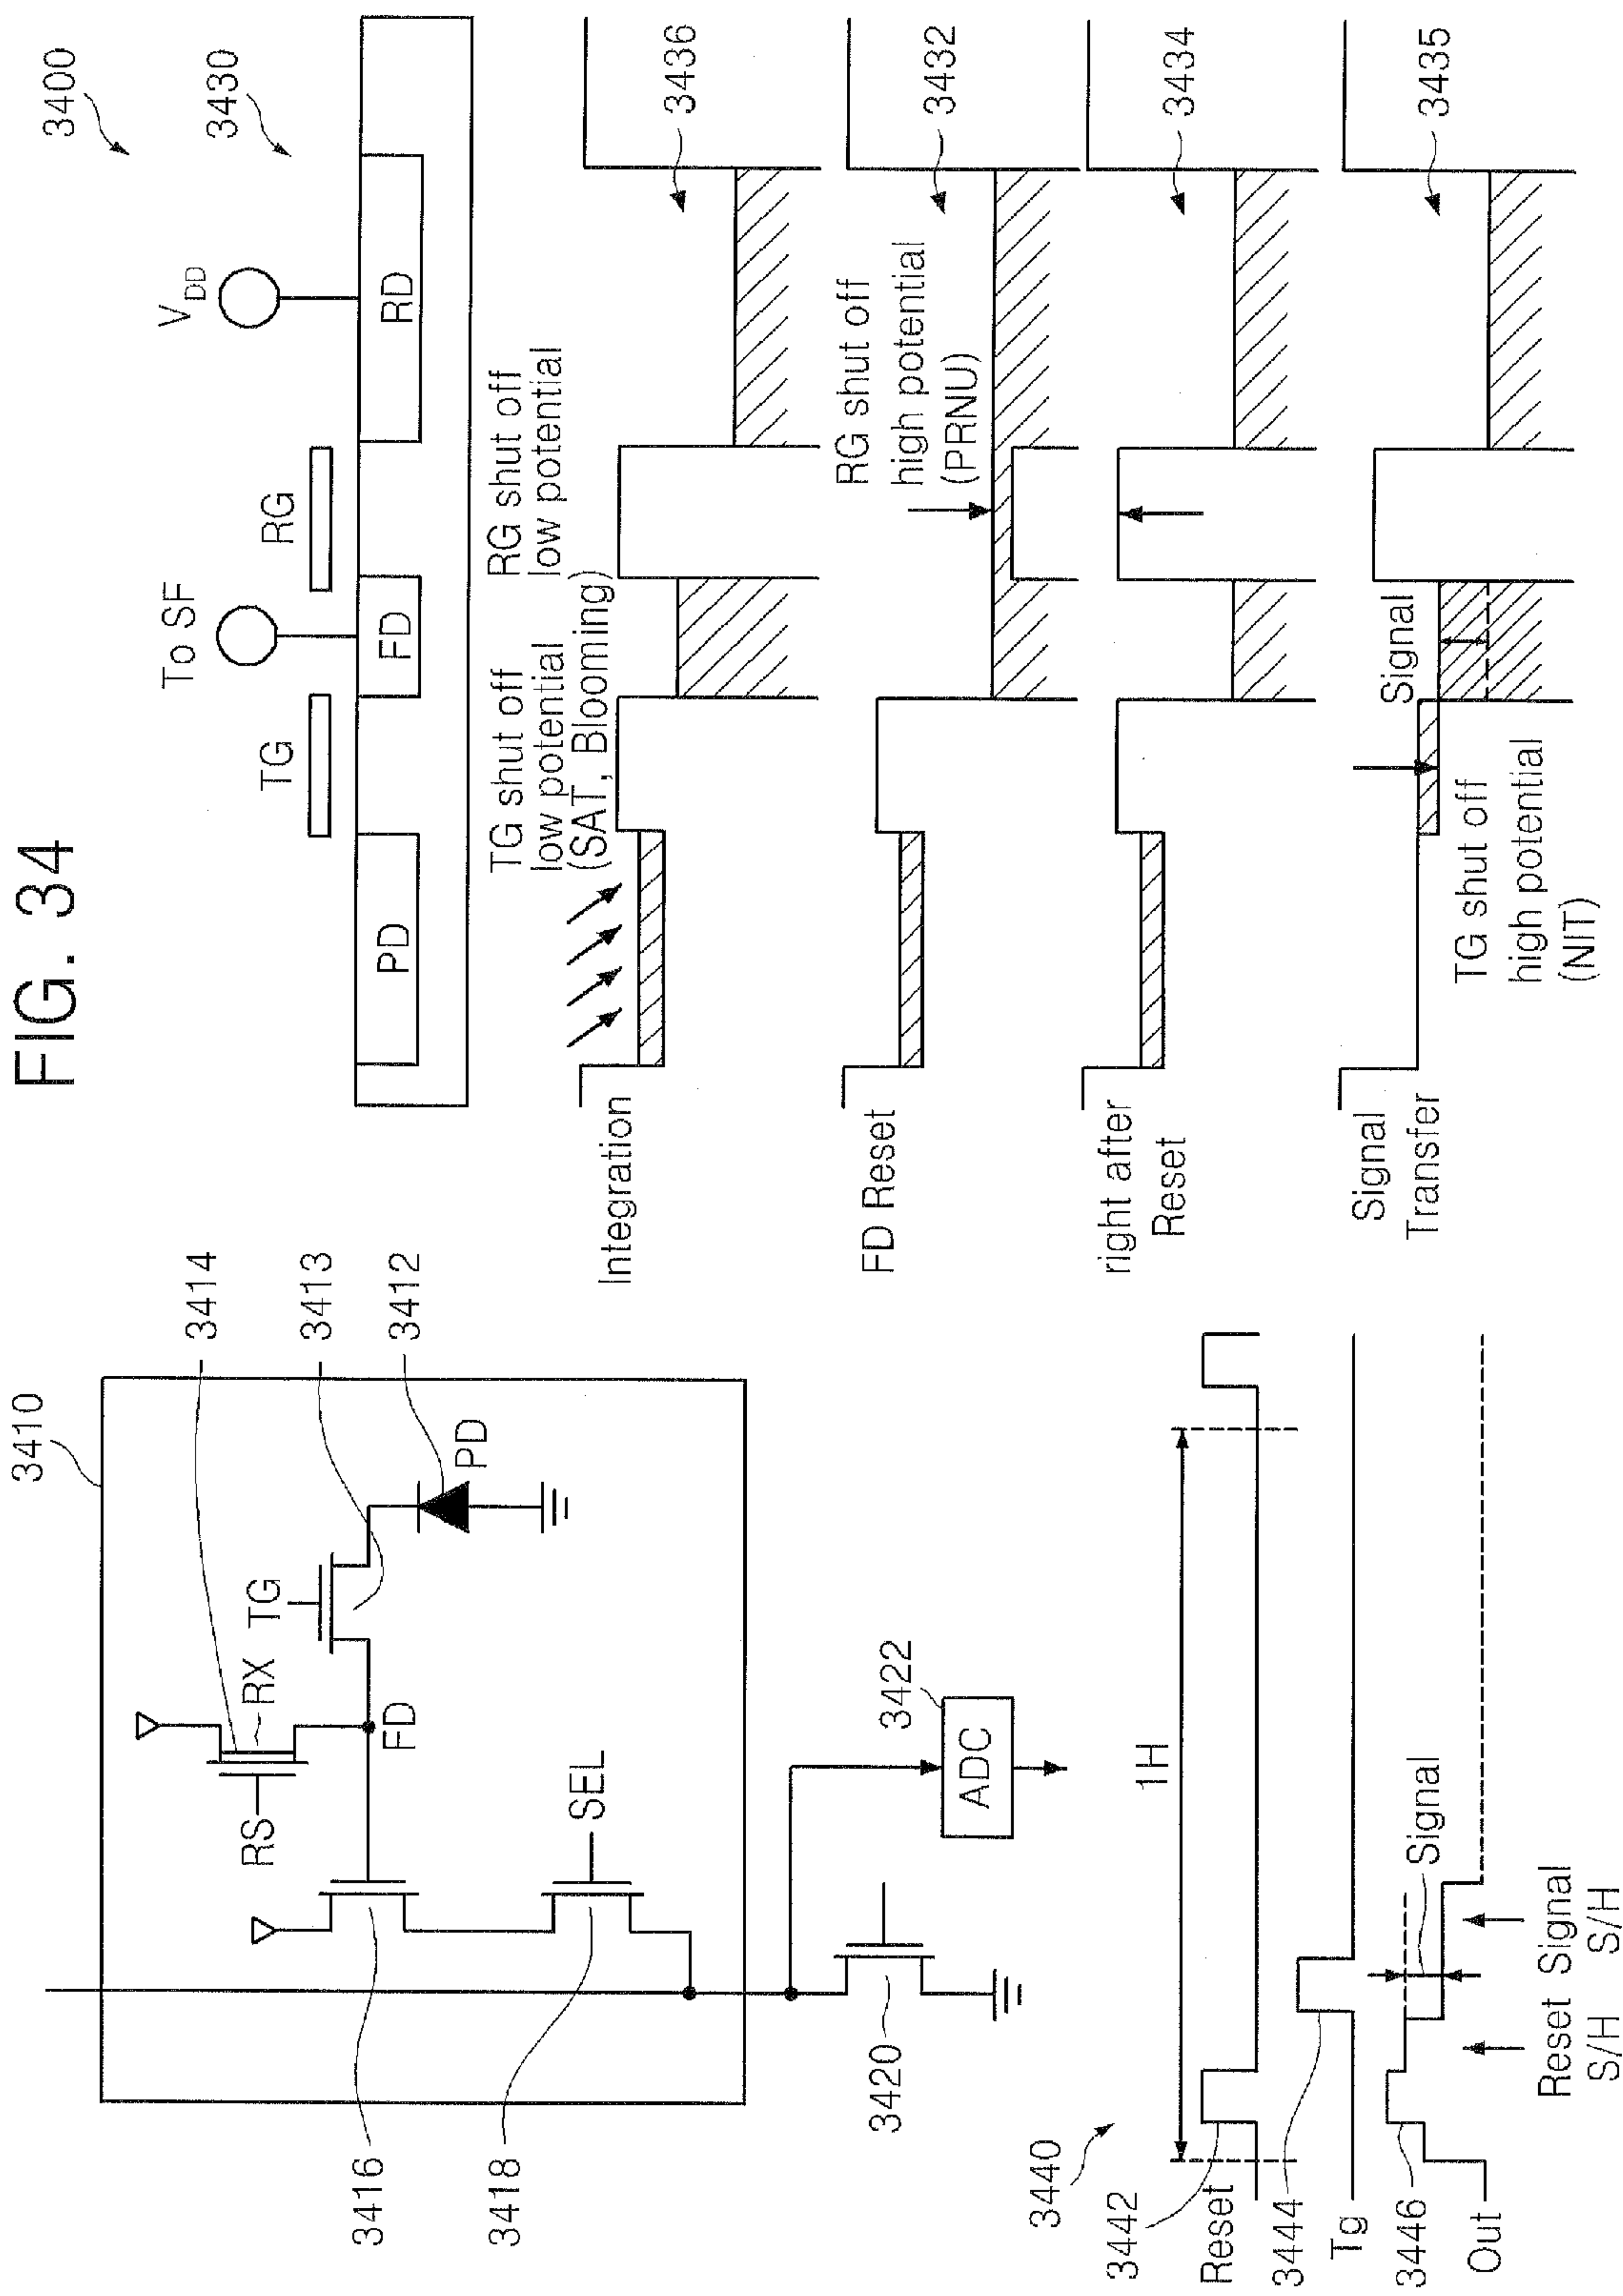 FIG. 34
3400
3410
3414
3413
3412
RS
RX
TG
FD
PD
SEL
3416
3418
3420
3422
ADC
3430
To SF
VDD
TG
RG
PD
FD
RD
TG shut off
low potential
(SAT, Blooming)
RG shut off
low potential
Integration
3436
FD Reset
RG shut off
high potential
(PRNU)
3432
right after
Reset
3434
Signal
Transfer
Signal
TG shut off
high potential
(NIT)
3435
3440
1H
3442
Reset
3444
Tg
3446
Out
Signal
Reset Signal
S/H S/H